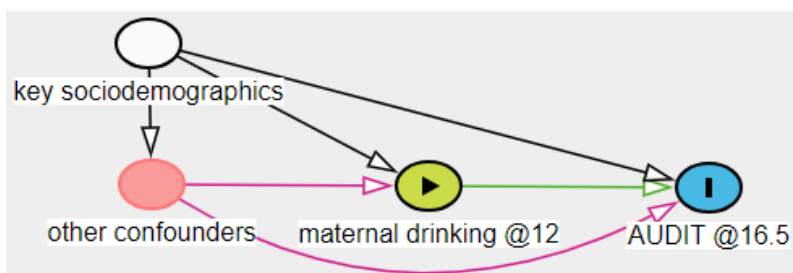 key sociodemographics
other confounders
maternal drinking @12
AUDIT @16.5